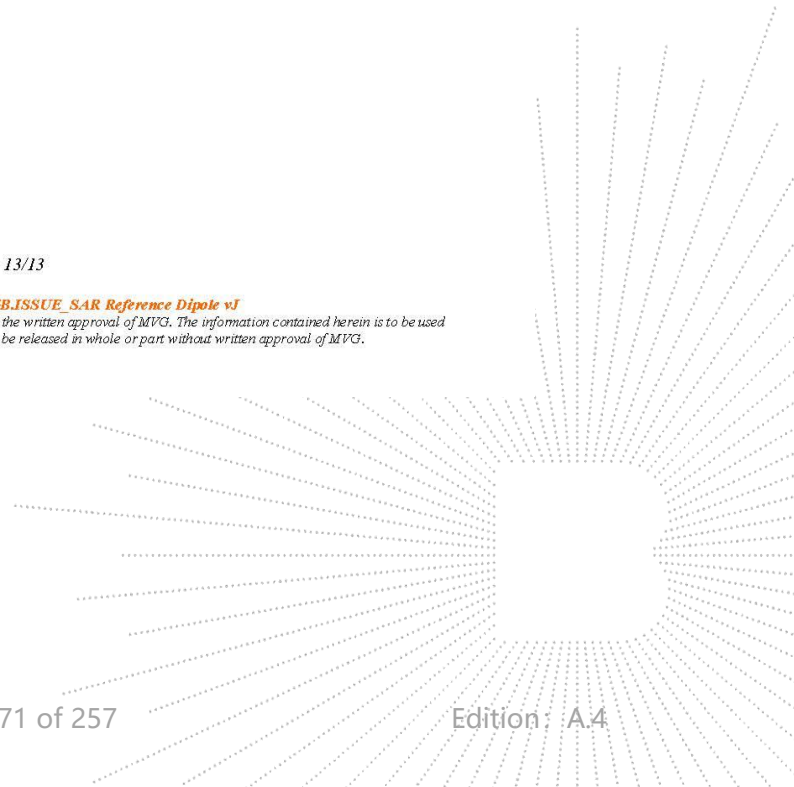 13/13
B.ISSUE_SAR Reference Dipole vJ
the written approval of MVG. The information contained herein is to be used
be released in whole or part without written approval of MVG.
71 of 257 Edition: A.4